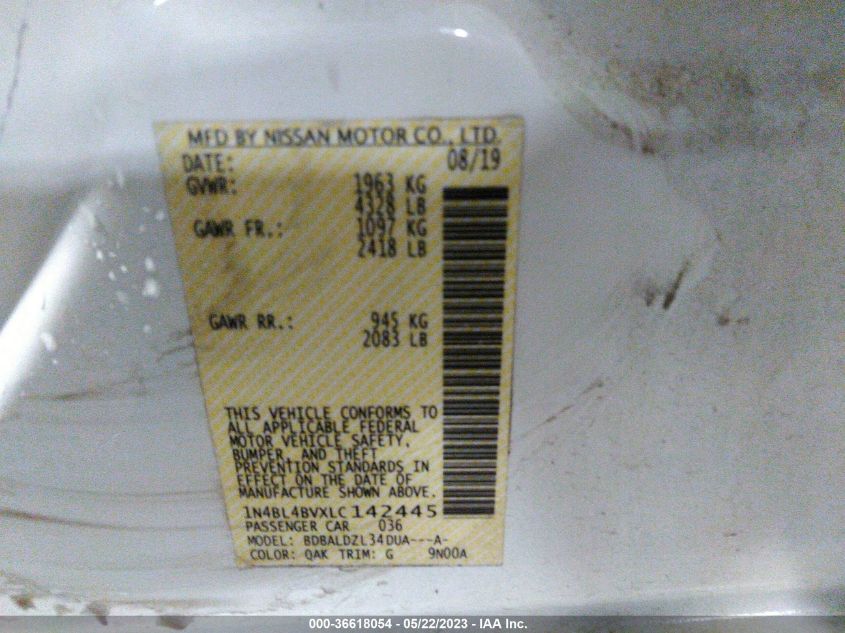 MFD BY NISSAN MOTOR CO., LTD.
DATE: 08/19
GVWR: 1963 KG
4328 LB
GAWR FR.: 1097 KG
2418 LB
GAWR RR.: 945 KG
2083 LB
THIS VEHICLE CONFORMS TO
ALL APPLICABLE FEDERAL
MOTOR VEHICLE SAFETY,
BUMPER, AND THEFT
PREVENTION STANDARDS IN
EFFECT ON THE DATE OF
MANUFACTURE SHOWN ABOVE.
1N4BL4BVXLC142445
PASSENGER CAR 036
MODEL: BDBALDZL34DUA---A-
COLOR: QAK TRIM: G 9N00A
000-36618054 - 05/22/2023 - IAA Inc.